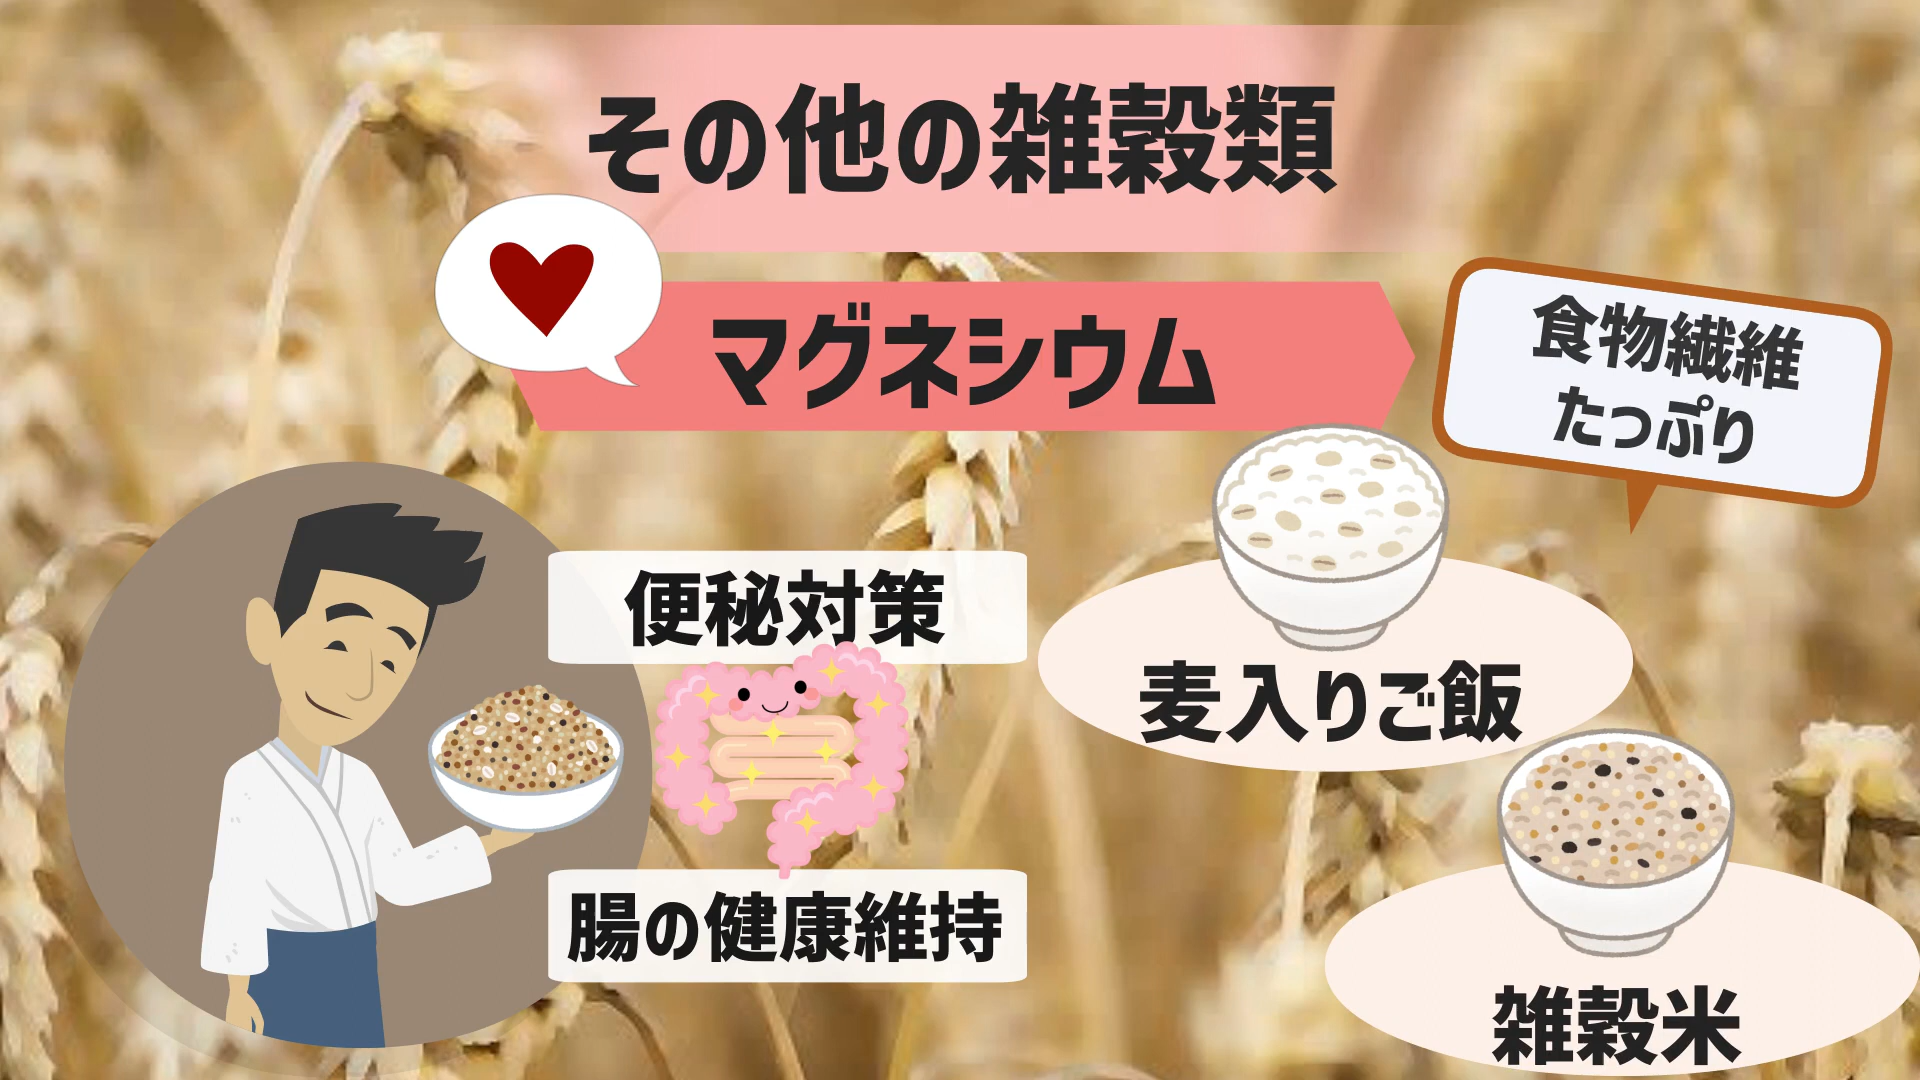 その他の雑穀類
マグネシウム
食物繊維
たっぷり
便秘対策
腸の健康維持
麦入りご飯
雑穀米